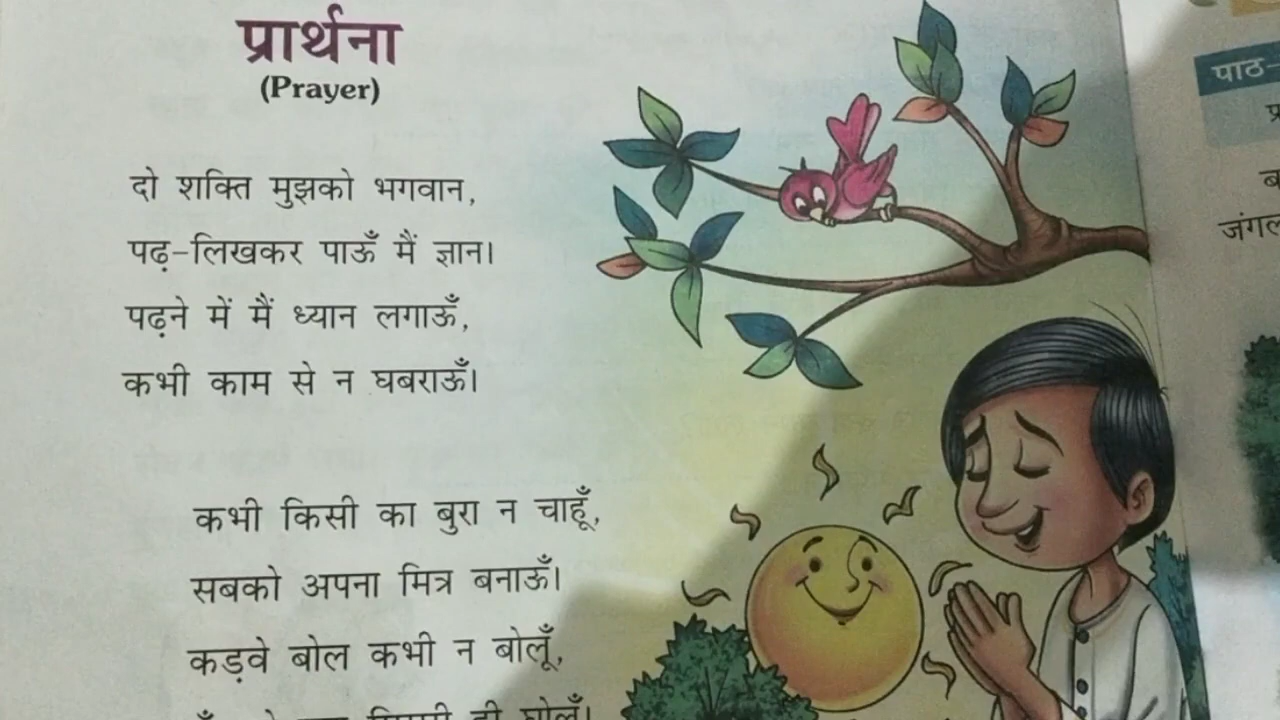 प्रार्थना
(Prayer)
दो शक्ति मुझको भगवान,
पढ़-लिखकर पाऊँ मैं ज्ञान।
पढ़ने में मैं ध्यान लगाऊँ,
कभी काम से न घबराऊँ।
कभी किसी का बुरा न चाहूँ,
सबको अपना मित्र बनाऊँ।
कड़वे बोल कभी न बोलूँ,
ही घोलूँ।
पाठ-
जंगल